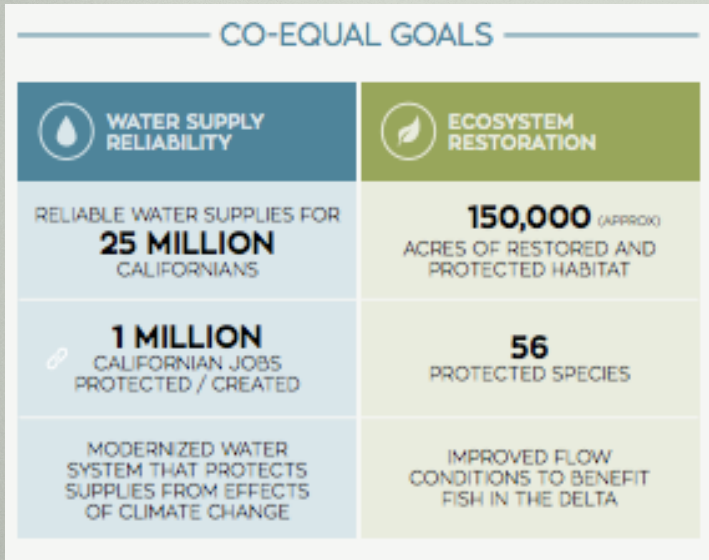 CO-EQUAL GOALS
WATER SUPPLY
RELIABILITY
RELIABLE WATER SUPPLIES FOR
25 MILLION
CALIFORNIANS
1 MILLION
CALIFORNIAN JOBS
PROTECTED / CREATED
MODERNIZED WATER
SYSTEM THAT PROTECTS
SUPPLIES FROM EFFECTS
OF CLIMATE CHANGE
ECOSYSTEM
RESTORATION
150,000 (APPROX)
ACRES OF RESTORED AND
PROTECTED HABITAT
56
PROTECTED SPECIES
IMPROVED FLOW
CONDITIONS TO BENEFIT
FISH IN THE DELTA